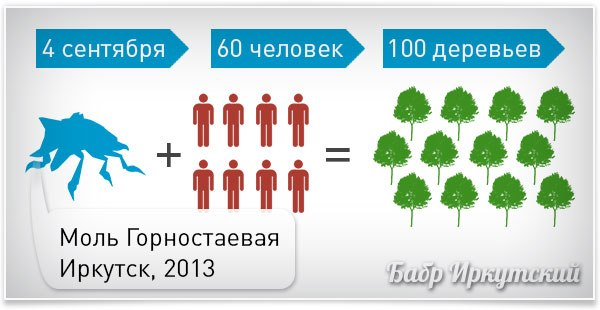 4 сентября
60 человек
100 деревьев
+
=
Моль Горностаевая
Иркутск, 2013
Бабр Иркутский